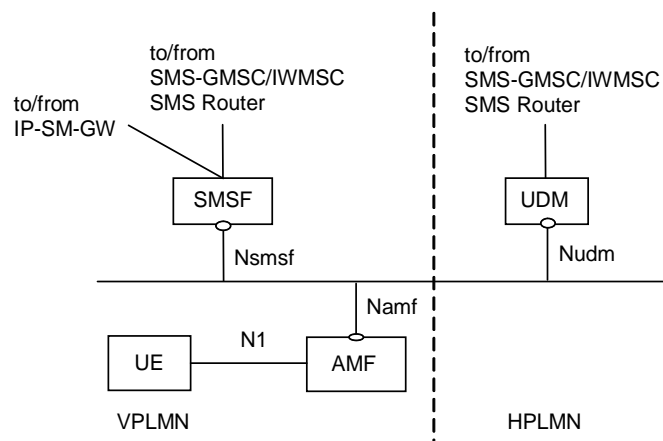 to/from
SMS-GMSC/IWMSC
SMS Router
to/from
IP-SM-GW
to/from
SMS-GMSC/IWMSC
SMS Router
SMSF
UDM
Nsmsf
Nudm
Namf
UE
N1
AMF
VPLMN
HPLMN